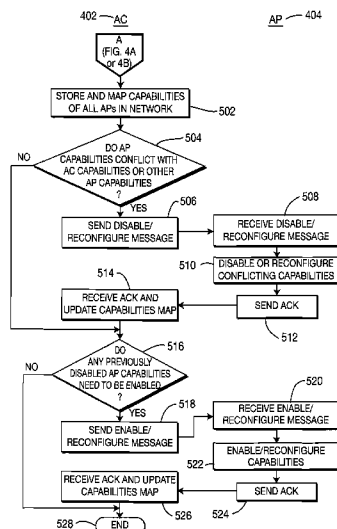 402 AC
AP 404
A
(FIG. 4A
or 4B)
STORE AND MAP CAPABILITIES
OF ALL APs IN NETWORK
502
504
DO AP
CAPABILITIES CONFLICT WITH
AC CAPABILITIES OR OTHER
AP CAPABILITIES
?
NO
YES
506
SEND DISABLE/
RECONFIGURE MESSAGE
508
RECEIVE DISABLE/
RECONFIGURE MESSAGE
510
DISABLE OR RECONFIGURE
CONFLICTING CAPABILITIES
514
RECEIVE ACK AND
UPDATE CAPABILITIES MAP
SEND ACK
512
516
DO
ANY PREVIOUSLY
DISABLED AP CAPABILITIES
NEED TO BE ENABLED
?
NO
YES
518
SEND ENABLE/
RECONFIGURE MESSAGE
520
RECEIVE ENABLE/
RECONFIGURE MESSAGE
522
ENABLE/RECONFIGURE
CAPABILITIES
RECEIVE ACK AND UPDATE
CAPABILITIES MAP
526
SEND ACK
524
528
END